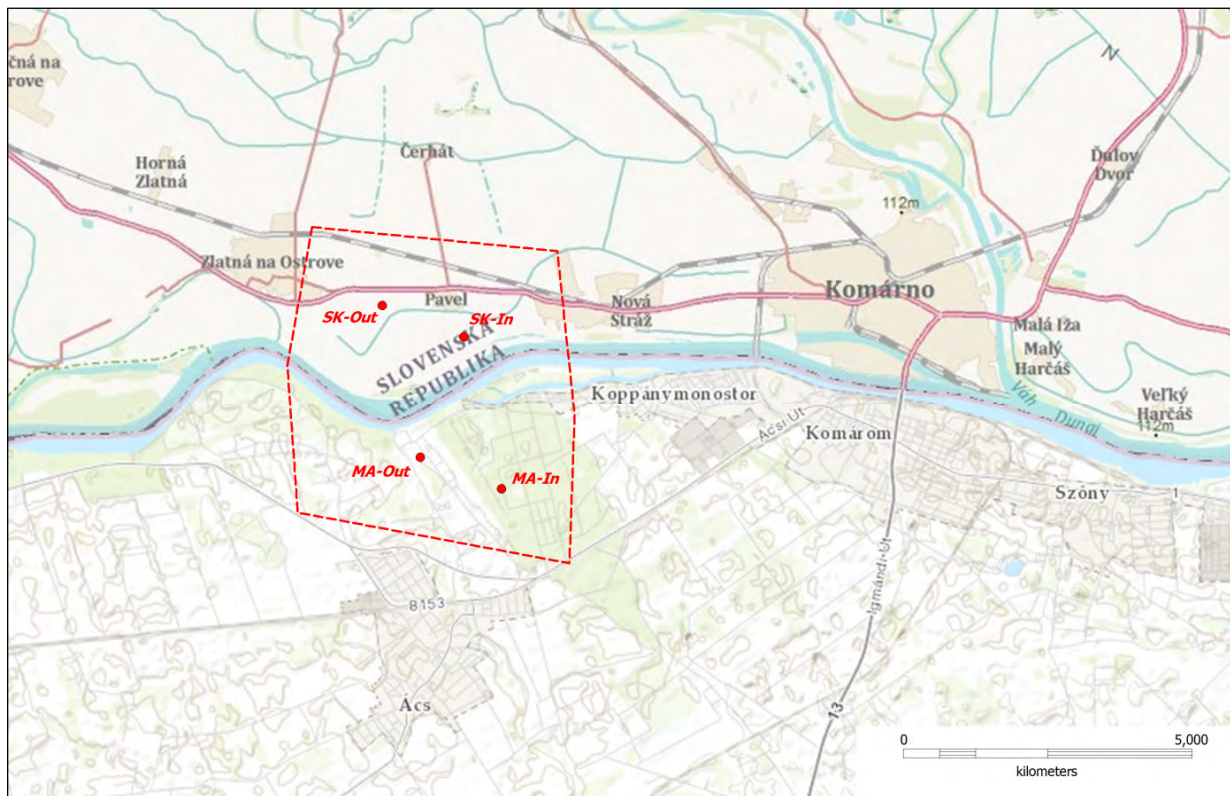 čná na
rove
N
Horná
Zlatná
Čerhát
Ďulov
Dvor
112m
Zlatná na Ostrove
Pavel
Nová
Stráž
Komárno
SK-Out
SK-In
SLOVENSKÁ
REPUBLIKA
Malá Iža
Malý
Harčáš
Váh
Dunaj
Veľký
Harčáš
112m
Koppánymonostor
Ácsi Út
Komárom
MA-Out
MA-In
Szőny
1
Igmándi-Út
8153
Ács
13
0
5,000
kilometers